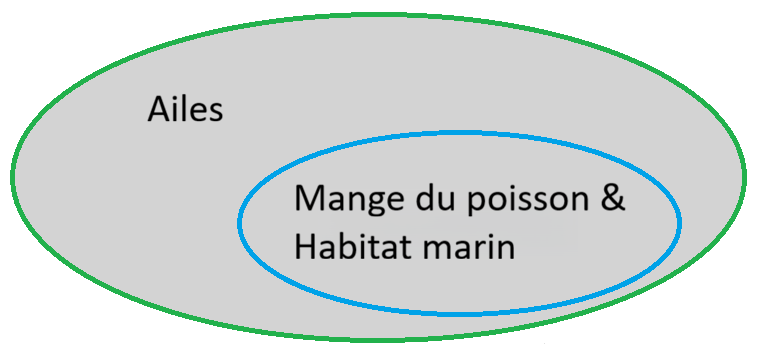 Ailes
Mange du poisson &
Habitat marin